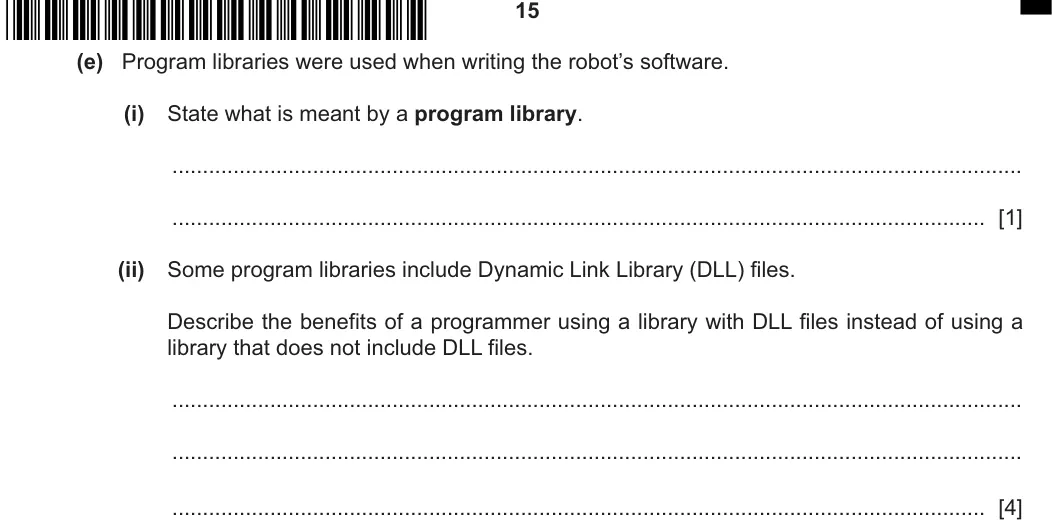 15
(e) Program libraries were used when writing the robot’s software.
(i) State what is meant by a program library.
..........................................................................................................................................
.................................................................................................................................... [1]
(ii) Some program libraries include Dynamic Link Library (DLL) files.
Describe the benefits of a programmer using a library with DLL files instead of using a
library that does not include DLL files.
..........................................................................................................................................
..........................................................................................................................................
.................................................................................................................................... [4]